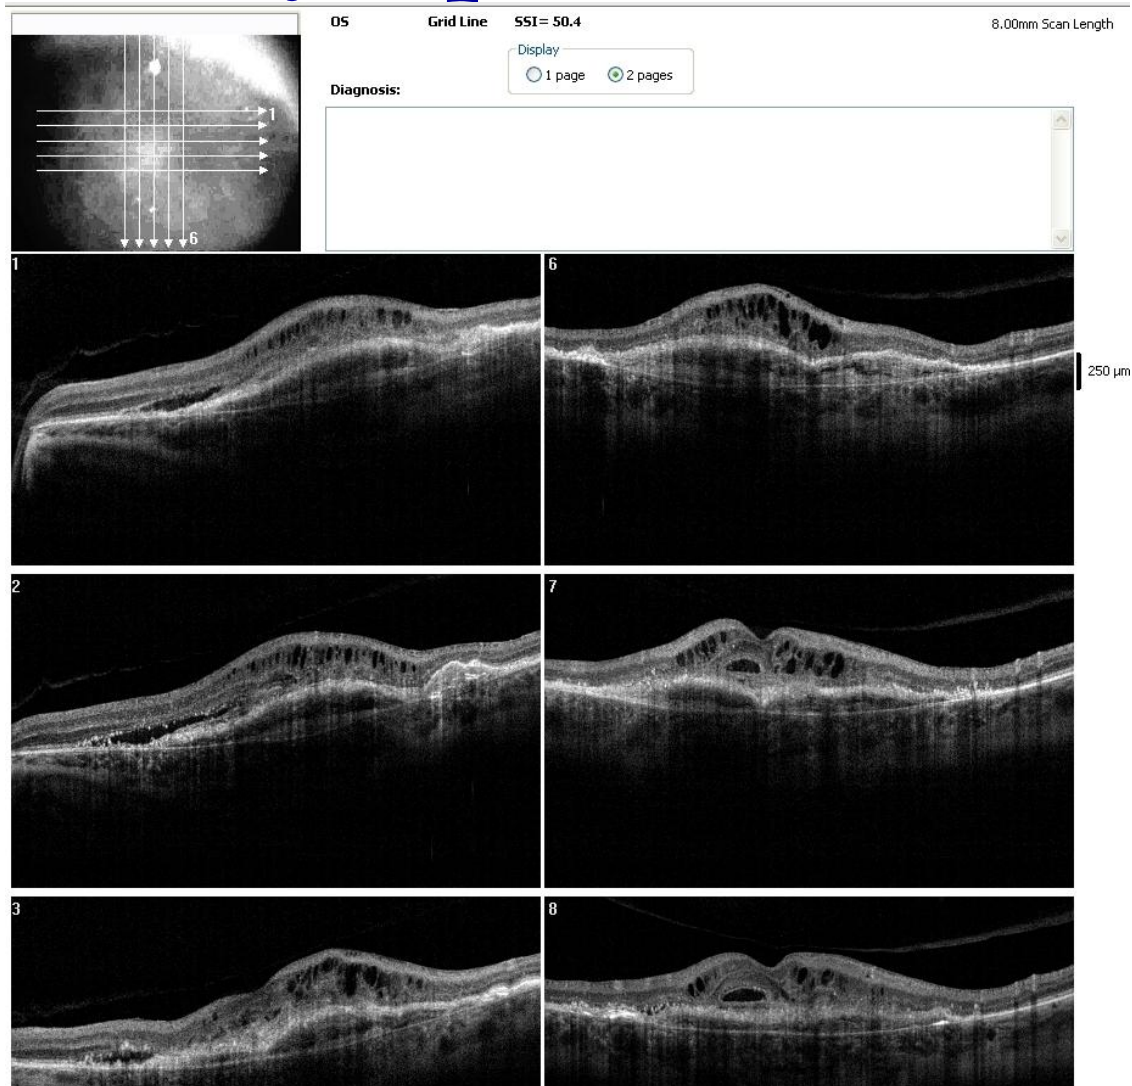 OS Grid Line SSI= 50.4 8.00mm Scan Length
Display
1 page 2 pages
Diagnosis:
1
6
1 6
250 µm
2 7
3 8